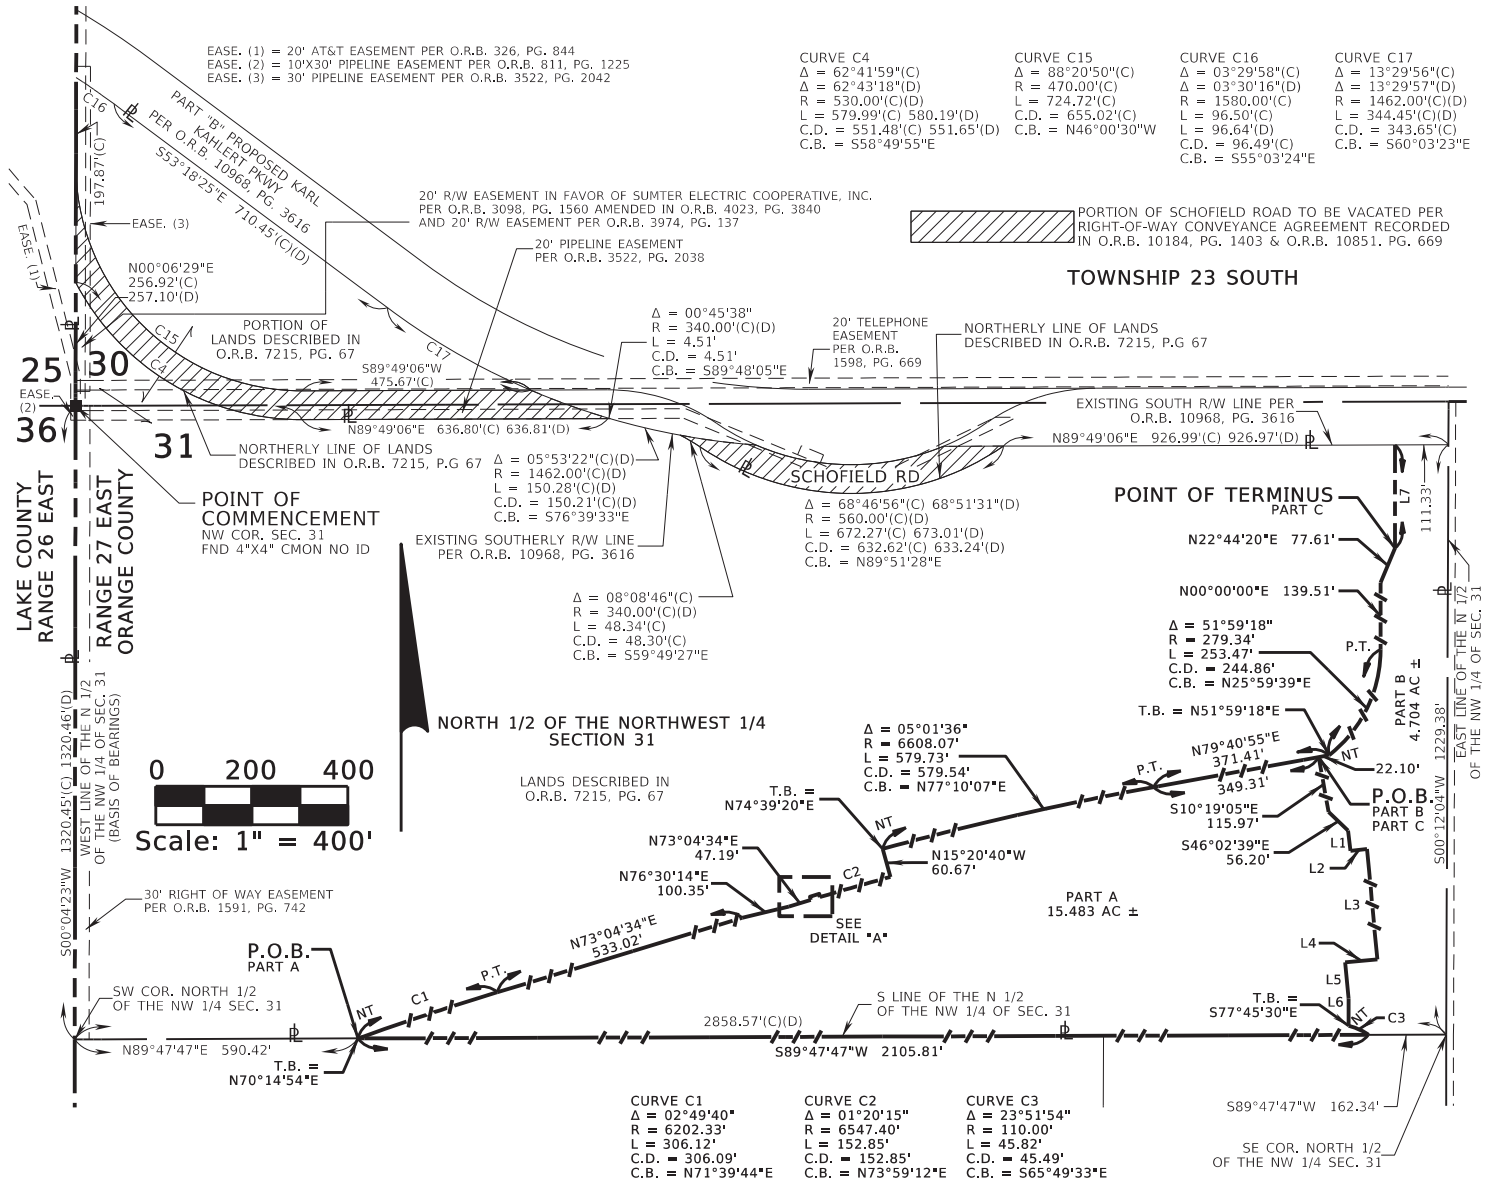 EASE. (1) = 20' AT&T EASEMENT PER O.R.B. 326, PG. 844
EASE. (2) = 10'X30' PIPELINE EASEMENT PER O.R.B. 811, PG. 1225
EASE. (3) = 30' PIPELINE EASEMENT PER O.R.B. 3522, PG. 2042
CURVE C4
Δ = 62°41'59"(C)
Δ = 62°43'18"(D)
R = 530.00'(C)(D)
L = 579.99'(C) 580.19'(D)
C.D. = 551.48'(C) 551.65'(D)
C.B. = S58°49'55"E
CURVE C15
Δ = 88°20'50"(C)
R = 470.00'(C)
L = 724.72'(C)
C.D. = 655.02'(C)
C.B. = N46°00'30"W
CURVE C16
Δ = 03°29'58"(C)
Δ = 03°30'16"(D)
R = 1580.00'(C)
L = 96.50'(C)
L = 96.64'(D)
C.D. = 96.49'(C)
C.B. = S55°03'24"E
CURVE C17
Δ = 13°29'56"(C)
Δ = 13°29'57"(D)
R = 1462.00'(C)(D)
L = 344.45'(C)(D)
C.D. = 343.65'(C)
C.B. = S60°03'23"E
C16
PART "B" PROPOSED KARL
KAHLERT PKWY
PER O.R.B. 10968, PG. 3616
S53°18'25"E 710.45'(C)(D)
197.87'(C)
EASE. (3)
EASE. (1)
20' R/W EASEMENT IN FAVOR OF SUMTER ELECTRIC COOPERATIVE, INC.
PER O.R.B. 3098, PG. 1560 AMENDED IN O.R.B. 4023, PG. 3840
AND 20' R/W EASEMENT PER O.R.B. 3974, PG. 137
20' PIPELINE EASEMENT
PER O.R.B. 3522, PG. 2038
PORTION OF SCHOFIELD ROAD TO BE VACATED PER
RIGHT-OF-WAY CONVEYANCE AGREEMENT RECORDED
IN O.R.B. 10184, PG. 1403 & O.R.B. 10851. PG. 669
TOWNSHIP 23 SOUTH
N00°06'29"E
256.92'(C)
257.10'(D)
C15
C4
PORTION OF
LANDS DESCRIBED IN
O.R.B. 7215, PG. 67
C17
Δ = 00°45'38"
R = 340.00'(C)(D)
L = 4.51'
C.D. = 4.51'
C.B. = S89°48'05"E
20' TELEPHONE
EASEMENT
PER O.R.B.
1598, PG. 669
NORTHERLY LINE OF LANDS
DESCRIBED IN O.R.B. 7215, P.G 67
25 30
S89°49'06"W
475.67'(C)
EASE.
(2)
36 31
N89°49'06"E 636.80'(C) 636.81'(D)
EXISTING SOUTH R/W LINE PER
O.R.B. 10968, PG. 3616
N89°49'06"E 926.99'(C) 926.97'(D)
NORTHERLY LINE OF LANDS
DESCRIBED IN O.R.B. 7215, P.G 67
SCHOFIELD RD
POINT OF
COMMENCEMENT
NW COR. SEC. 31
FND 4"X4" CMON NO ID
LAKE COUNTY
RANGE 26 EAST
RANGE 27 EAST
ORANGE COUNTY
Δ = 05°53'22"(C)(D)
R = 1462.00'(C)(D)
L = 150.28'(C)(D)
C.D. = 150.21'(C)(D)
C.B. = S76°39'33"E
EXISTING SOUTHERLY R/W LINE
PER O.R.B. 10968, PG. 3616
Δ = 68°46'56"(C) 68°51'31"(D)
R = 560.00'(C)(D)
L = 672.27'(C) 673.01'(D)
C.D. = 632.62'(C) 633.24'(D)
C.B. = N89°51'28"E
POINT OF TERMINUS
PART C
L7
111.33'
N22°44'20"E 77.61'
N00°00'00"E 139.51'
Δ = 08°08'46"(C)
R = 340.00'(C)(D)
L = 48.34'(C)
C.D. = 48.30'(C)
C.B. = S59°49'27"E
Δ = 51°59'18"
R = 279.34'
L = 253.47'
C.D. = 244.86'
C.B. = N25°59'39"E
P.T.
T.B. = N51°59'18"E
PART B
4.704 AC ±
S00°12'04"W 1229.38'
EAST LINE OF THE N 1/2
OF THE NW 1/4 OF SEC. 31
S00°04'23"W 1320.45'(C) 1320.46'(D)
WEST LINE OF THE N 1/2
OF THE NW 1/4 OF SEC. 31
(BASIS OF BEARINGS)
NORTH 1/2 OF THE NORTHWEST 1/4
SECTION 31
LANDS DESCRIBED IN
O.R.B. 7215, PG. 67
0 200 400
Scale: 1" = 400'
Δ = 05°01'36"
R = 6608.07'
L = 579.73'
C.D. = 579.54'
C.B. = N77°10'07"E
P.T.
N79°40'55"E
371.41'
349.31'
NT
22.10'
P.O.B.
PART B
PART C
S10°19'05"E
115.97'
S46°02'39"E
56.20'
L1
L2
L3
L4
L5
L6
T.B. =
N74°39'20"E
NT
N15°20'40"W
60.67'
N73°04'34"E
47.19'
C2
N76°30'14"E
100.35'
SEE
DETAIL "A"
PART A
15.483 AC ±
30' RIGHT OF WAY EASEMENT
PER O.R.B. 1591, PG. 742
N73°04'34"E
533.02'
P.T.
P.O.B.
PART A
NT
C1
SW COR. NORTH 1/2
OF THE NW 1/4 SEC. 31
S LINE OF THE N 1/2
OF THE NW 1/4 OF SEC. 31
T.B. =
S77°45'30"E
NT
C3
2858.57'(C)(D)
N89°47'47"E 590.42'
S89°47'47"W 2105.81'
T.B. =
N70°14'54"E
CURVE C1
Δ = 02°49'40"
R = 6202.33'
L = 306.12'
C.D. = 306.09'
C.B. = N71°39'44"E
CURVE C2
Δ = 01°20'15"
R = 6547.40'
L = 152.85'
C.D. = 152.85'
C.B. = N73°59'12"E
CURVE C3
Δ = 23°51'54"
R = 110.00'
L = 45.82'
C.D. = 45.49'
C.B. = S65°49'33"E
S89°47'47"W 162.34'
SE COR. NORTH 1/2
OF THE NW 1/4 SEC. 31